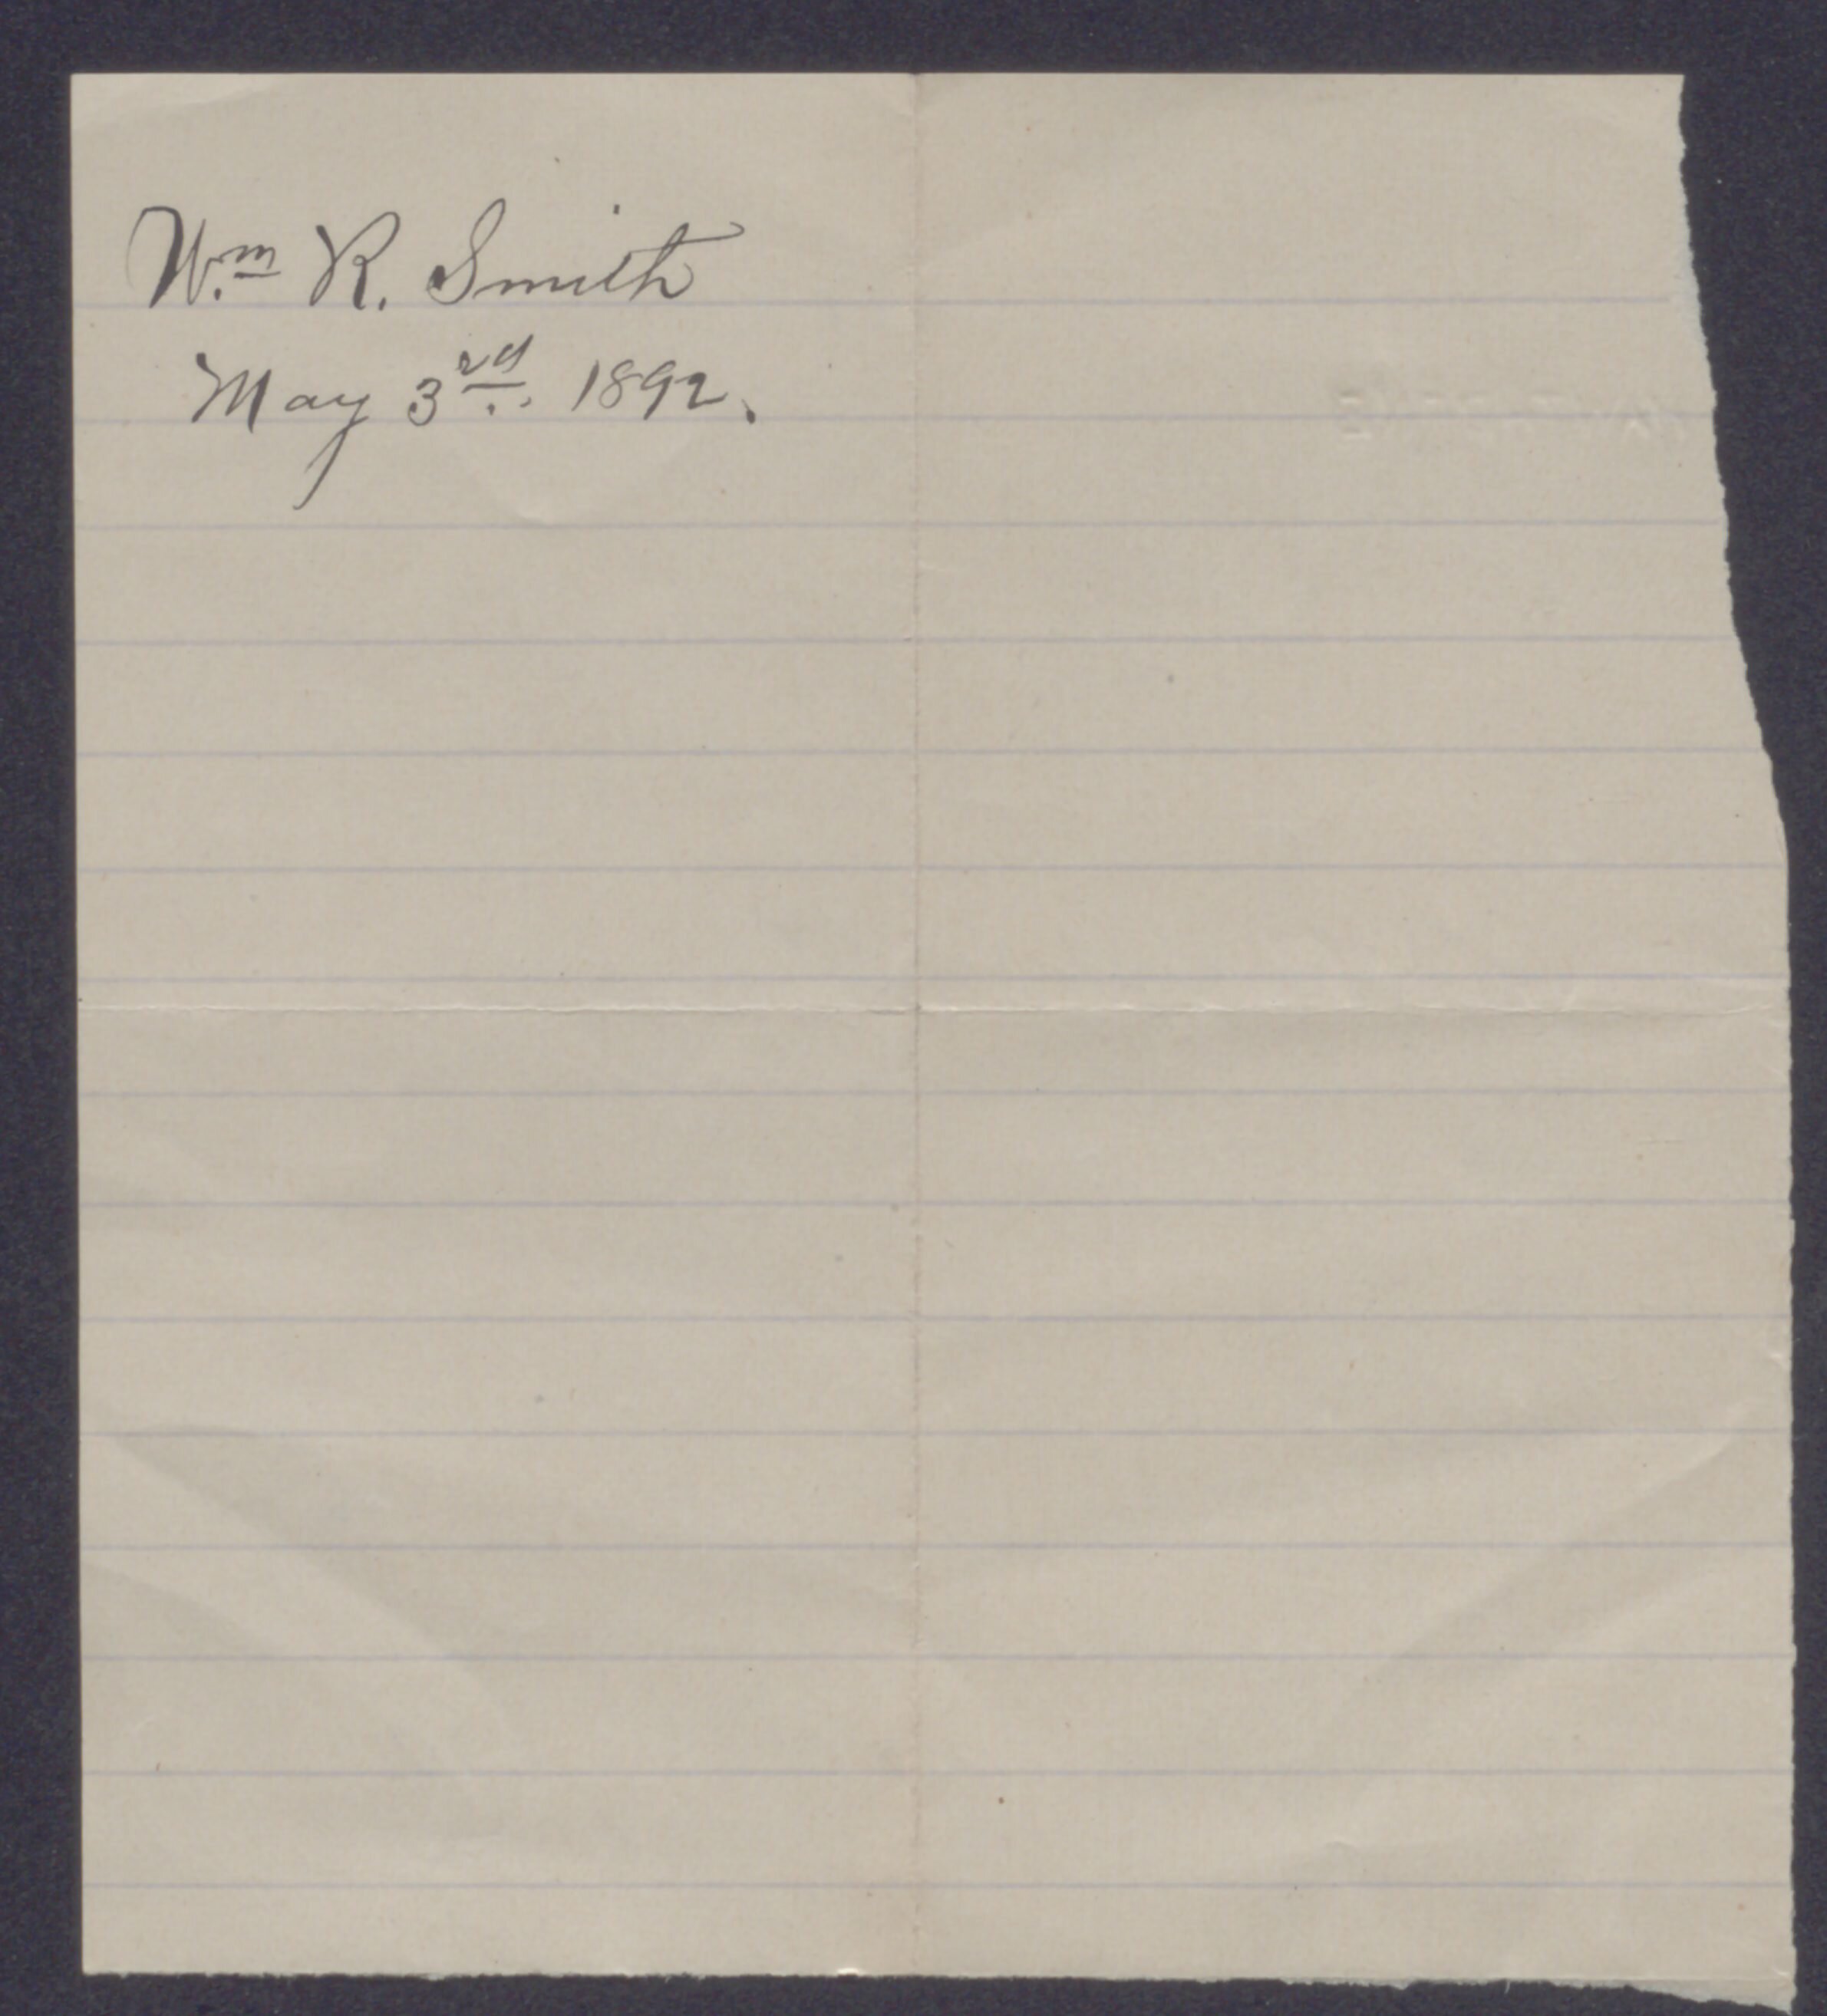 Wm R. Smith
May 3rd. 1892.